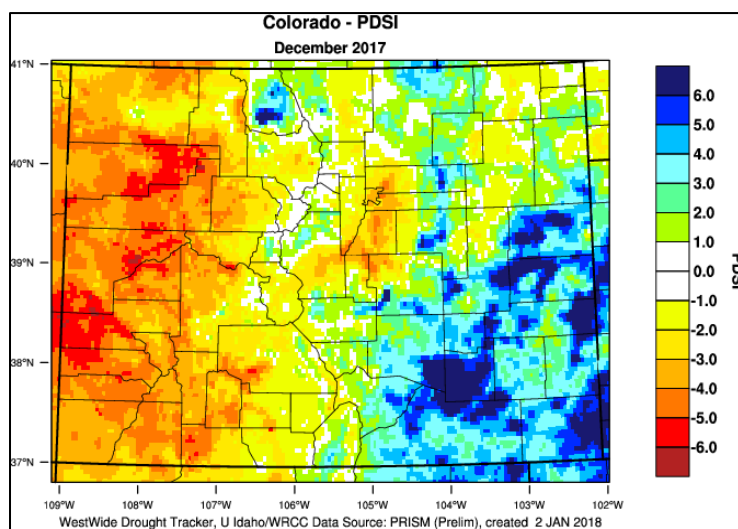 Colorado - PDSI
December 2017
41°N
40°N
39°N
38°N
37°N
109°W 108°W 107°W 106°W 105°W 104°W 103°W 102°W
6.0
5.0
4.0
3.0
2.0
1.0
0.0
-1.0
-2.0
-3.0
-4.0
-5.0
-6.0
PDSI
WestWide Drought Tracker, U Idaho/WRCC Data Source: PRISM (Prelim), created 2 JAN 2018